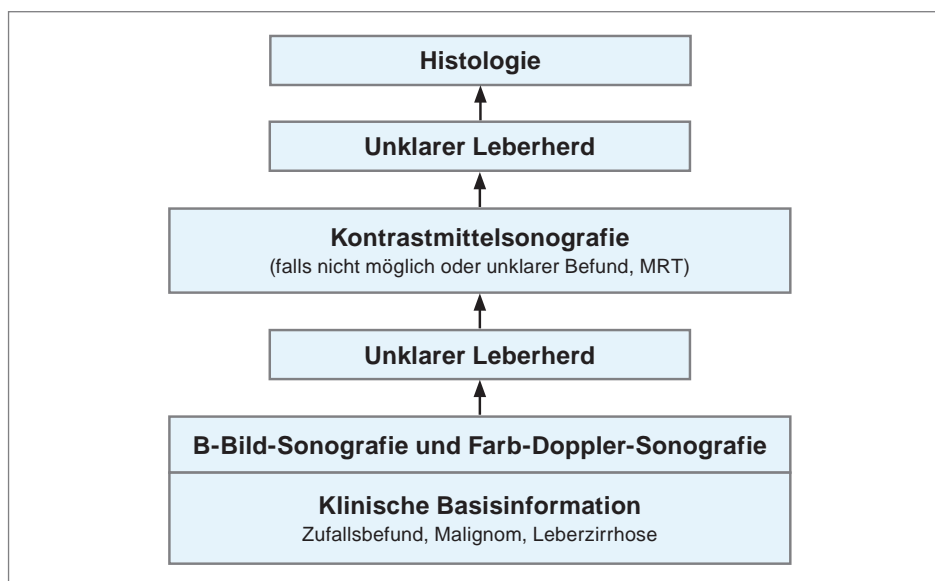 Histologie
Unklarer Leberherd
Kontrastmittelsonografie
(falls nicht möglich oder unklarer Befund, MRT)
Unklarer Leberherd
B-Bild-Sonografie und Farb-Doppler-Sonografie
Klinische Basisinformation
Zufallsbefund, Malignom, Leberzirrhose